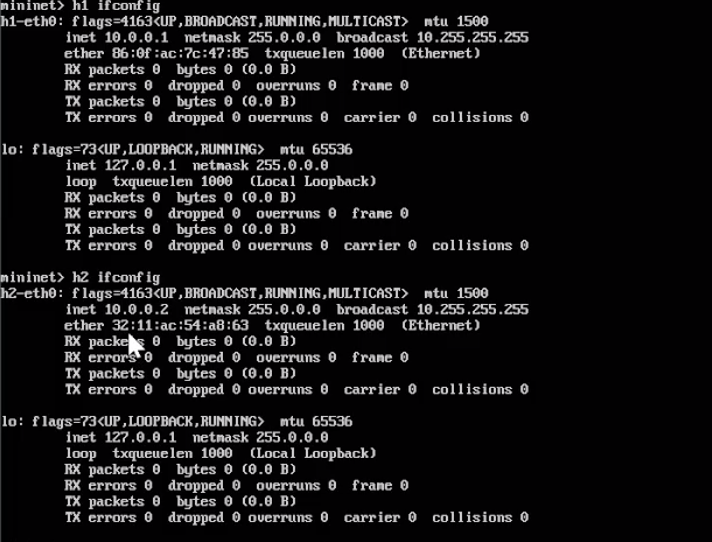 mininet> h1 ifconfig
h1-eth0: flags=4163<UP,BROADCAST,RUNNING,MULTICAST>  mtu 1500
        inet 10.0.0.1  netmask 255.0.0.0  broadcast 10.255.255.255
        ether 86:0f:ac:7c:47:85  txqueuelen 1000  (Ethernet)
        RX packets 0  bytes 0 (0.0 B)
        RX errors 0  dropped 0  overruns 0  frame 0
        TX packets 0  bytes 0 (0.0 B)
        TX errors 0  dropped 0 overruns 0  carrier 0  collisions 0
lo: flags=73<UP,LOOPBACK,RUNNING>  mtu 65536
        inet 127.0.0.1  netmask 255.0.0.0
        loop  txqueuelen 1000  (Local Loopback)
        RX packets 0  bytes 0 (0.0 B)
        RX errors 0  dropped 0  overruns 0  frame 0
        TX packets 0  bytes 0 (0.0 B)
        TX errors 0  dropped 0 overruns 0  carrier 0  collisions 0
mininet> h2 ifconfig
h2-eth0: flags=4163<UP,BROADCAST,RUNNING,MULTICAST>  mtu 1500
        inet 10.0.0.2  netmask 255.0.0.0  broadcast 10.255.255.255
        ether 32:11:ac:54:a8:63  txqueuelen 1000  (Ethernet)
        RX packets 0  bytes 0 (0.0 B)
        RX errors 0  dropped 0  overruns 0  frame 0
        TX packets 0  bytes 0 (0.0 B)
        TX errors 0  dropped 0 overruns 0  carrier 0  collisions 0
lo: flags=73<UP,LOOPBACK,RUNNING>  mtu 65536
        inet 127.0.0.1  netmask 255.0.0.0
        loop  txqueuelen 1000  (Local Loopback)
        RX packets 0  bytes 0 (0.0 B)
        RX errors 0  dropped 0  overruns 0  frame 0
        TX packets 0  bytes 0 (0.0 B)
        TX errors 0  dropped 0 overruns 0  carrier 0  collisions 0